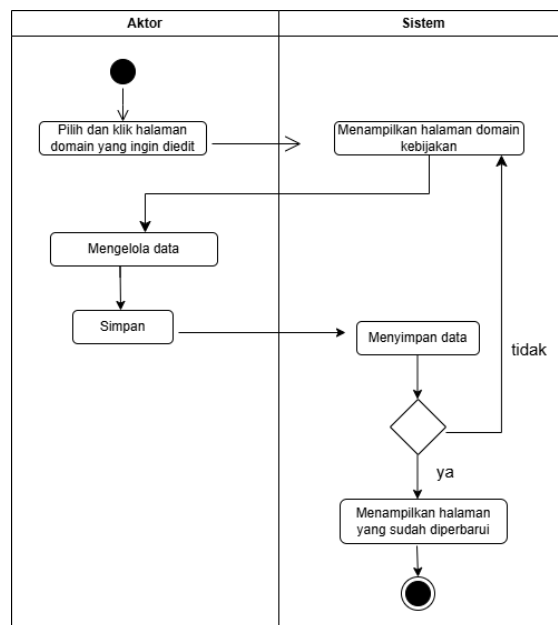 Aktor
Sistem
Pilih dan klik halaman
domain yang ingin diedit
Menampilkan halaman domain
kebijakan
Mengelola data
Simpan
Menyimpan data
tidak
ya
Menampilkan halaman
yang sudah diperbarui